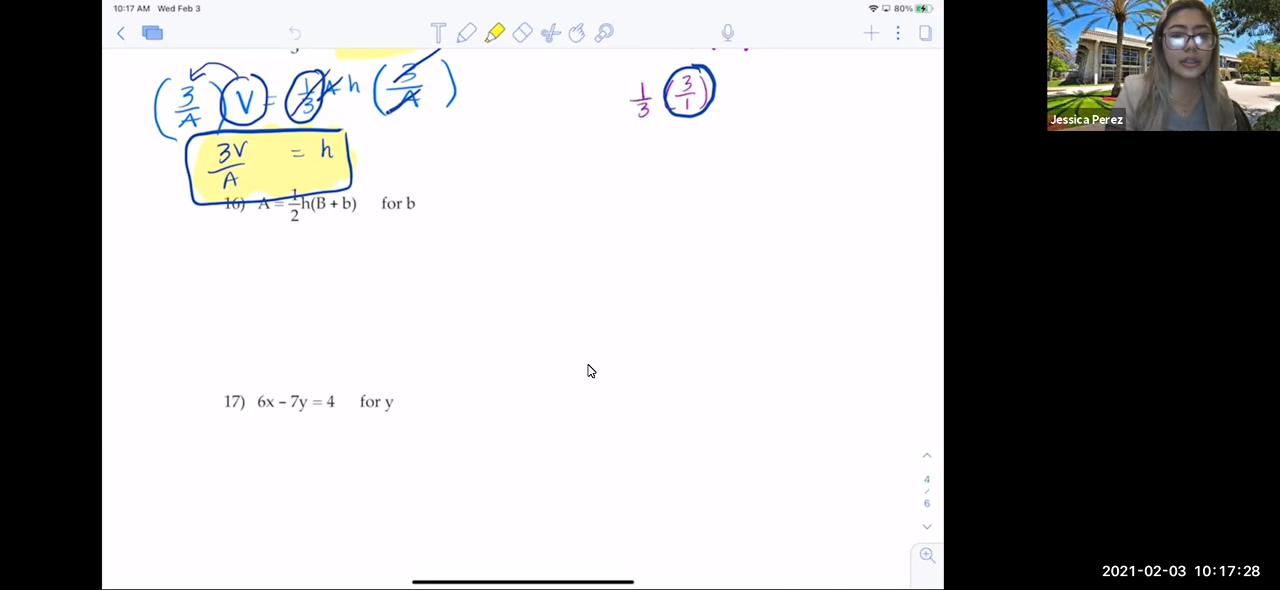 10:17 AM Wed Feb 3 80%
(3/A) V = 1/3 A h (3/A)
1/3 (3/1)
3V/A = h
16) A = 1/2 h(B + b) for b
17) 6x – 7y = 4 for y
4 / 6
Jessica Perez
2021-02-03 10:17:28